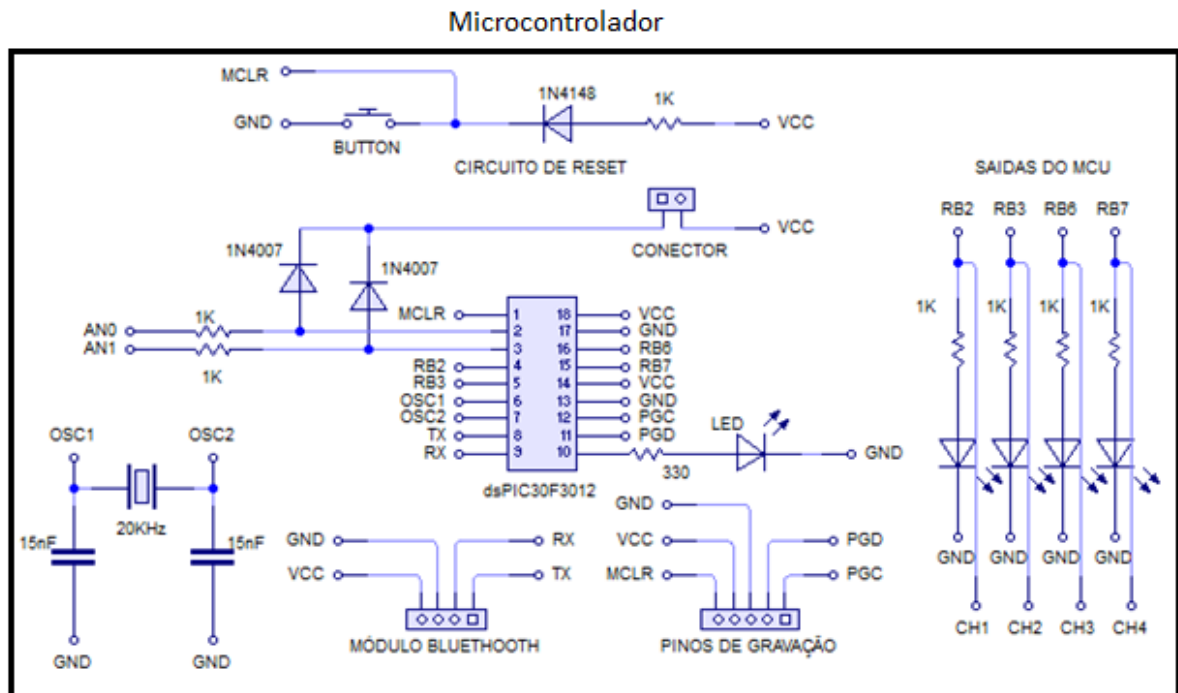 Microcontrolador
MCLR
1N4148
1K
GND
VCC
BUTTON
CIRCUITO DE RESET
SAIDAS DO MCU
RB2 RB3 RB6 RB7
VCC
CONECTOR
1N4007
1N4007
1K 1K 1K 1K
MCLR 1 18 VCC
AN0 1K 2 17 GND
AN1 3 16 RB6
1K
RB2 4 15 RB7
RB3 5 14 VCC
OSC1 6 13 GND
OSC2 7 12 PGC
TX 8 11 PGD
RX 9 10
LED
330
GND
dsPIC30F3012
OSC1 OSC2
20KHz
15nF 15nF
GND GND
GND RX
VCC TX
MÓDULO BLUETHOOTH
GND
VCC PGD
MCLR PGC
PINOS DE GRAVAÇÃO
GND GND GND GND
CH1 CH2 CH3 CH4